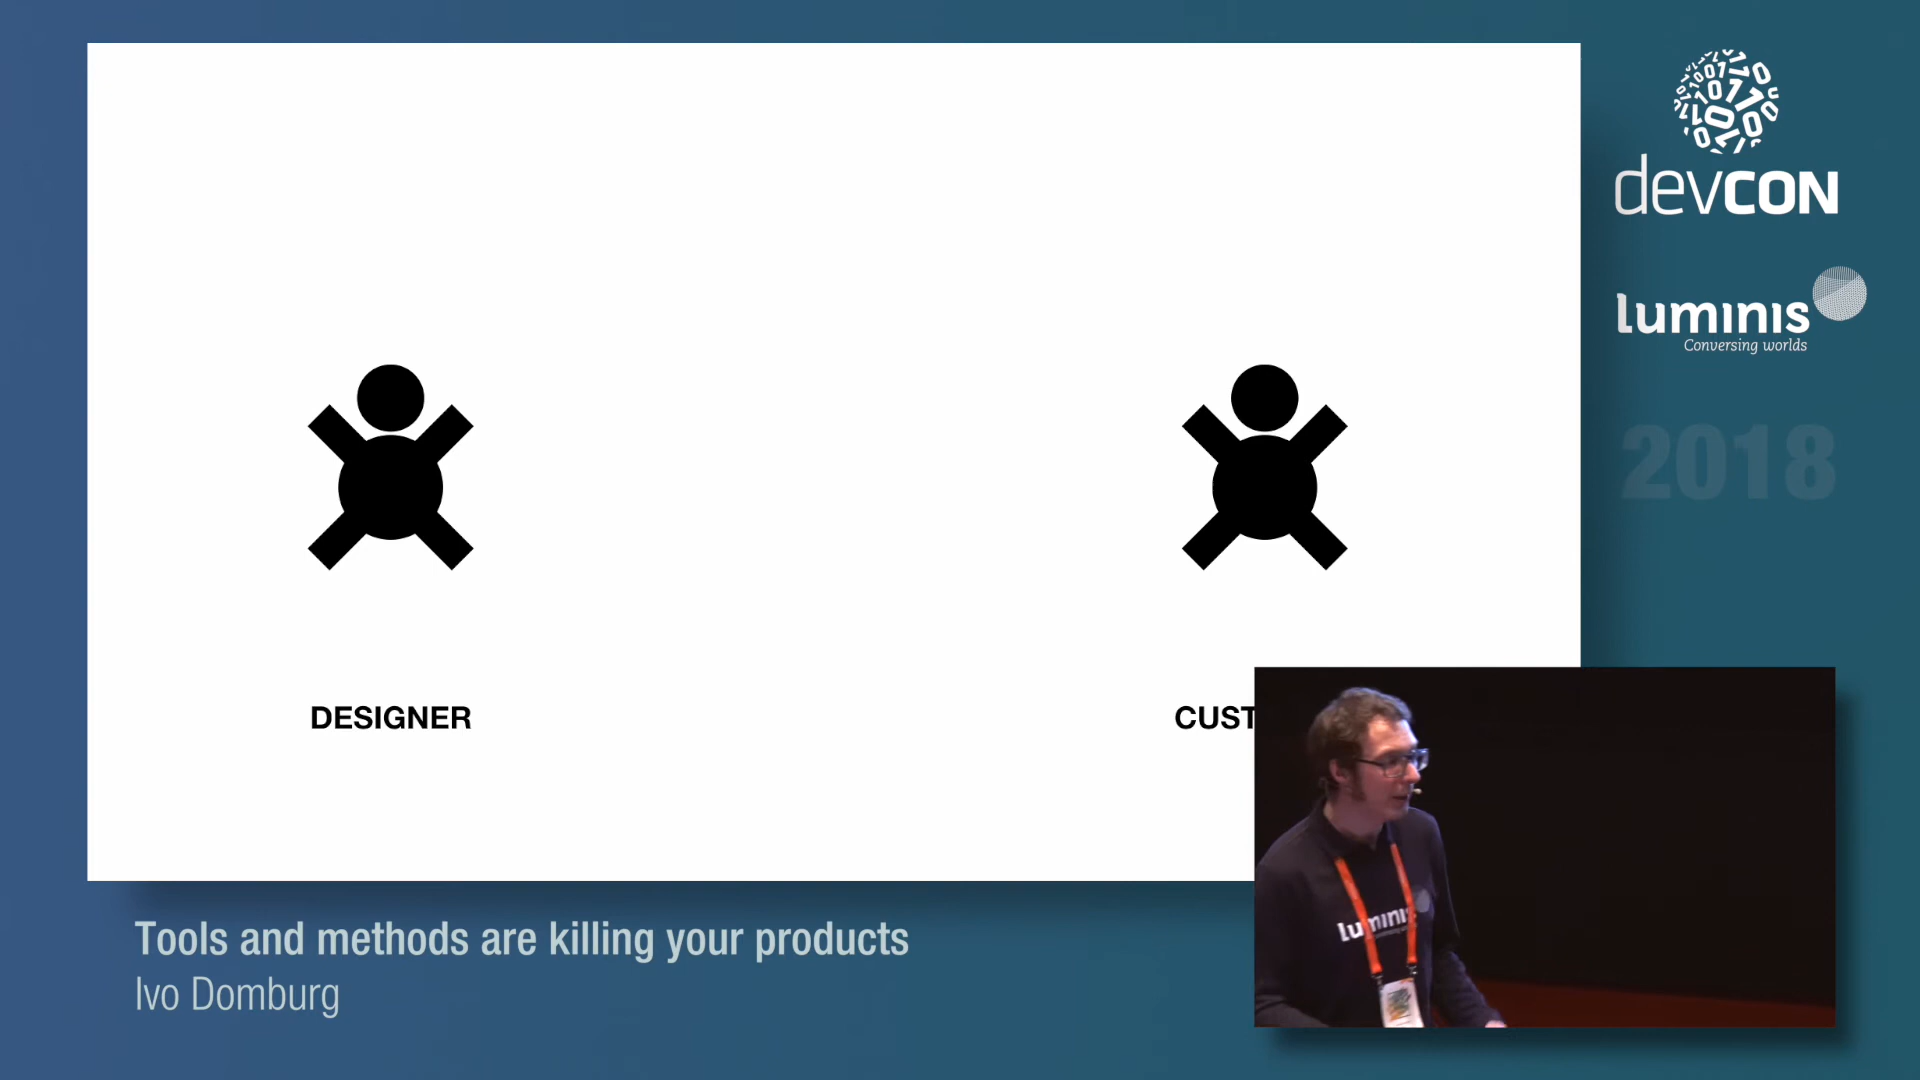 devcon
luminis
Conversing worlds
2018
DESIGNER
CUST
luminis
Tools and methods are killing your products
Ivo Domburg